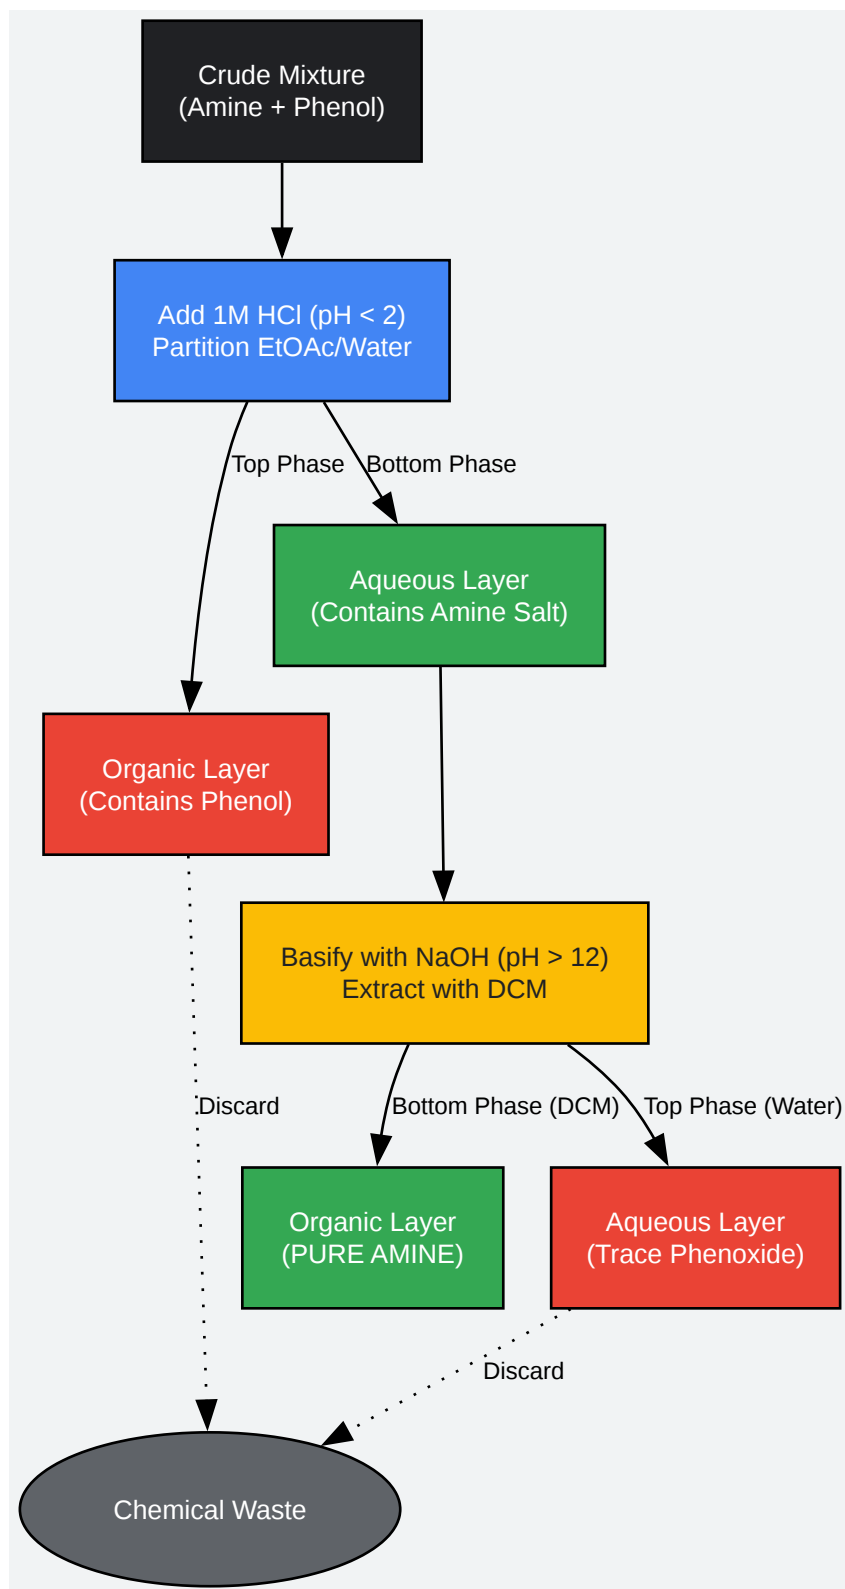 Crude Mixture
(Amine + Phenol)
Add 1M HCl (pH < 2)
Partition EtOAc/Water
Top Phase
Bottom Phase
Aqueous Layer
(Contains Amine Salt)
Organic Layer
(Contains Phenol)
Basify with NaOH (pH > 12)
Extract with DCM
Discard
Bottom Phase (DCM)
Top Phase (Water)
Organic Layer
(PURE AMINE)
Aqueous Layer
(Trace Phenoxide)
Discard
Chemical Waste